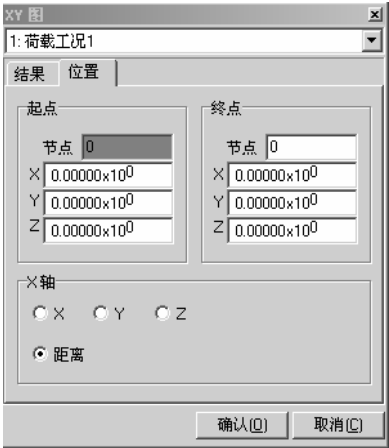 XY 图
1: 荷载工况1
结果 位置
起点 终点
节点 0 节点 0
X 0.00000x10⁰ X 0.00000x10⁰
Y 0.00000x10⁰ Y 0.00000x10⁰
Z 0.00000x10⁰ Z 0.00000x10⁰
X轴
X Y Z
距离
确认(O) 取消(C)